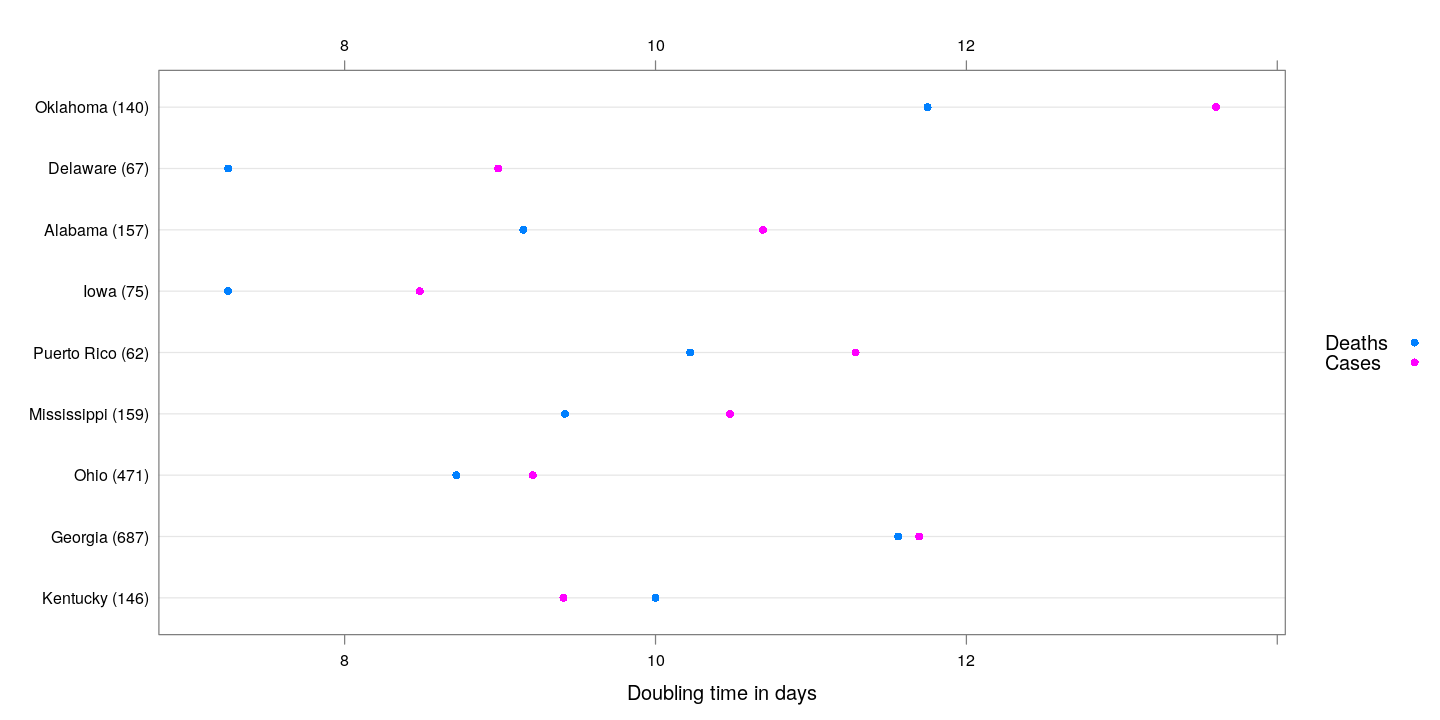 8 10 12
Oklahoma (140)
Delaware (67)
Alabama (157)
Iowa (75)
Puerto Rico (62)
Mississippi (159)
Ohio (471)
Georgia (687)
Kentucky (146)
8 10 12
Doubling time in days
Deaths
Cases